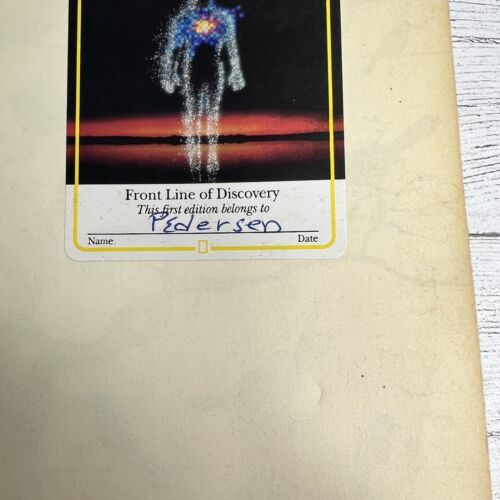 Front Line of Discovery
This first edition belongs to
Pedersen
Name Date